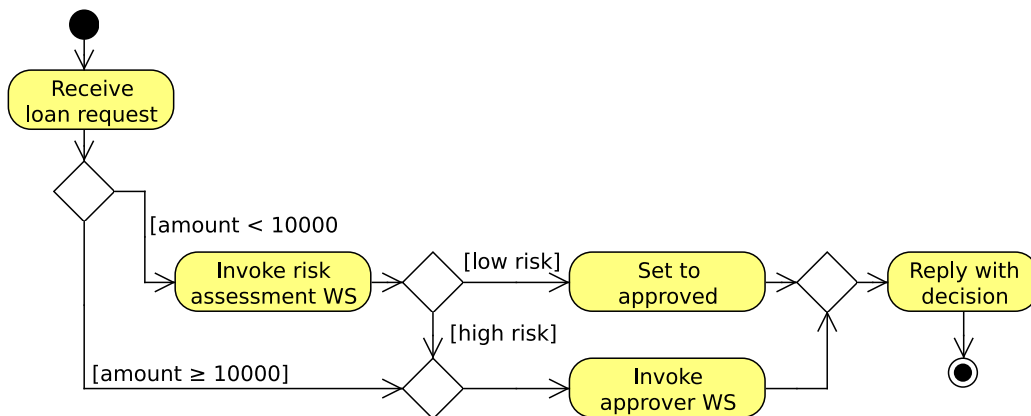 Receive
loan request
[amount < 10000
Invoke risk
assessment WS
[low risk]
Set to
approved
Reply with
decision
[high risk]
[amount ≥ 10000]
Invoke
approver WS